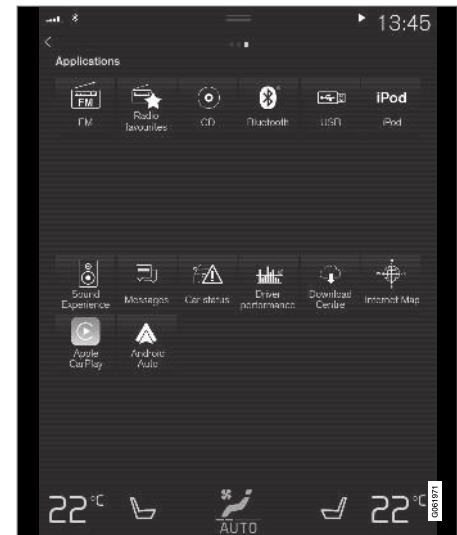 13:45
Applications
FM
iPod
FM
Radio
favourites
CD
Bluetooth
USB
iPod
Sound
Experience
Messages
Car status
Driver
performance
Download
Centre
Internet Map
Apple
CarPlay
Android
Auto
22°C
AUTO
22°C
G061971